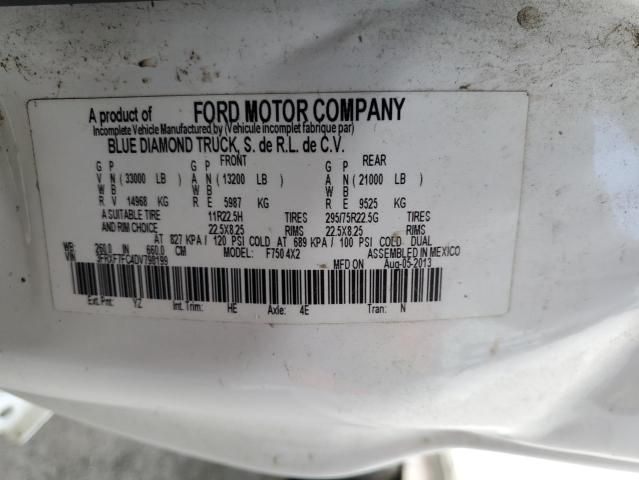 A product of FORD MOTOR COMPANY
Incomplete Vehicle Manufactured by (Vehicule incomplet fabrique par)
BLUE DIAMOND TRUCK, S. de R.L. de C.V.
G P FRONT G P REAR G P
V N (33000 LB) A N (13200 LB) A N (21000 LB)
W B W B W B
R V 14968 KG R E 5987 KG R E 9525 KG
A SUITABLE TIRE 11R22.5H TIRES 295/75R22.5G TIRES
AND RIM CHOICE 22.5X8.25 RIMS 22.5X8.25 RIMS
AT 827 KPA / 120 PSI COLD AT 689 KPA / 100 PSI COLD DUAL
WB: 260.0 IN 660.0 CM MODEL: F750 4X2 ASSEMBLED IN MEXICO
VIN 3FRXF7FC4DV798199 MFD ON Aug-05-2013
Ext. Pnt: YZ Int. Trim: HE Axle: 4E Tran: N